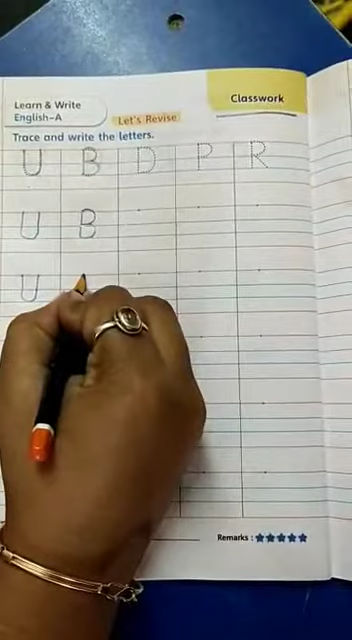 Learn & Write
English-A
Let's Revise
Classwork
Trace and write the letters.
U B D P R
U B
U
Remarks :